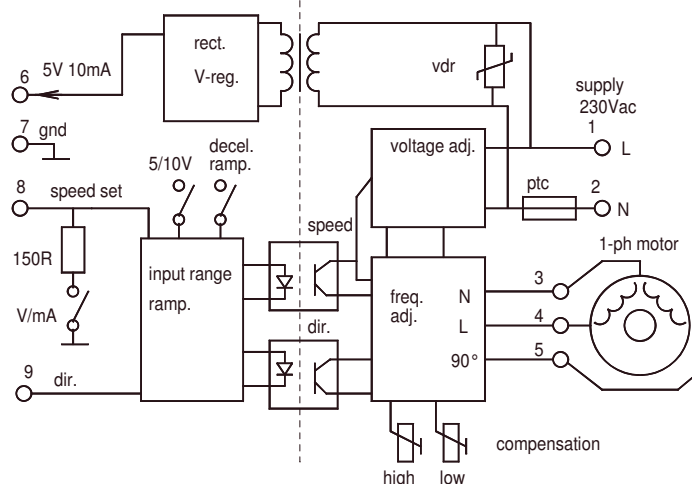 rect.
V-reg.
6
5V 10mA
7
gnd
vdr
supply
230Vac
1
L
voltage adj.
decel.
ramp.
5/10V
8
speed set
ptc
2
N
speed
1-ph motor
150R
input range
ramp.
freq.
adj.
N
3
V/mA
L
4
dir.
90°
5
9
dir.
compensation
high
low